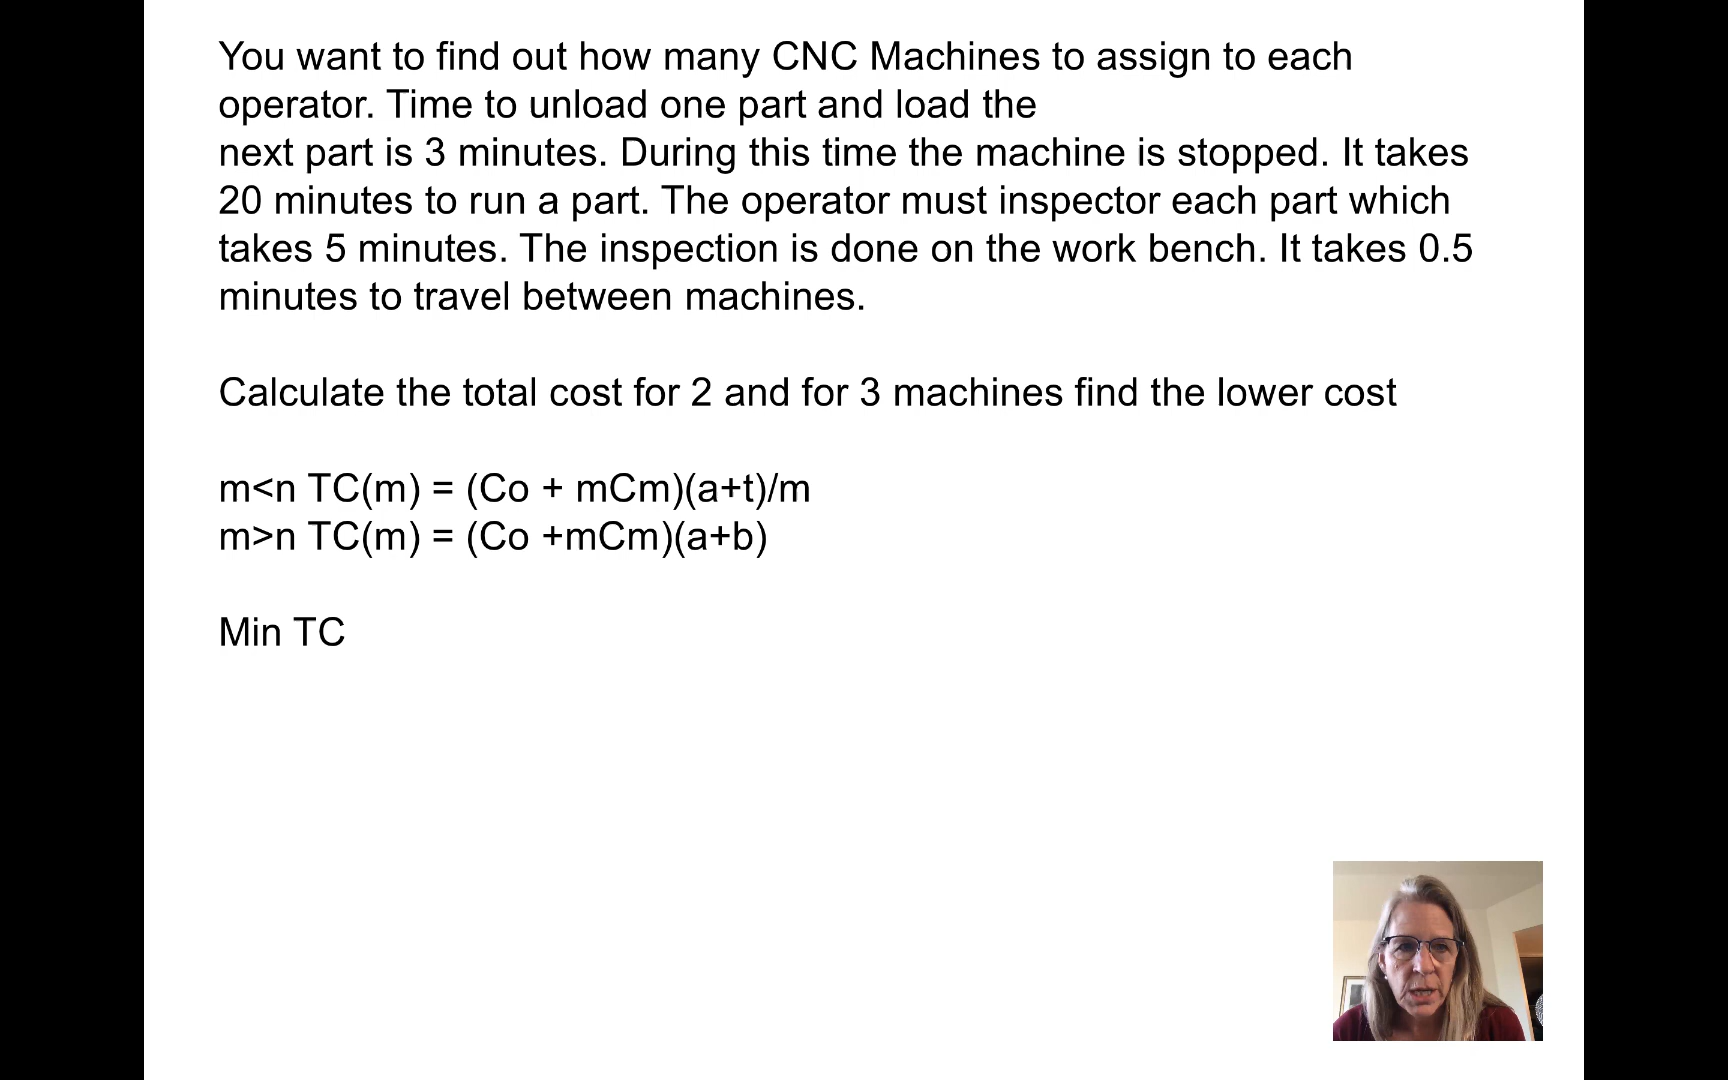 You want to find out how many CNC Machines to assign to each
operator. Time to unload one part and load the
next part is 3 minutes. During this time the machine is stopped. It takes
20 minutes to run a part. The operator must inspector each part which
takes 5 minutes. The inspection is done on the work bench. It takes 0.5
minutes to travel between machines.
Calculate the total cost for 2 and for 3 machines find the lower cost
m<n TC(m) = (Co + mCm)(a+t)/m
m>n TC(m) = (Co +mCm)(a+b)
Min TC